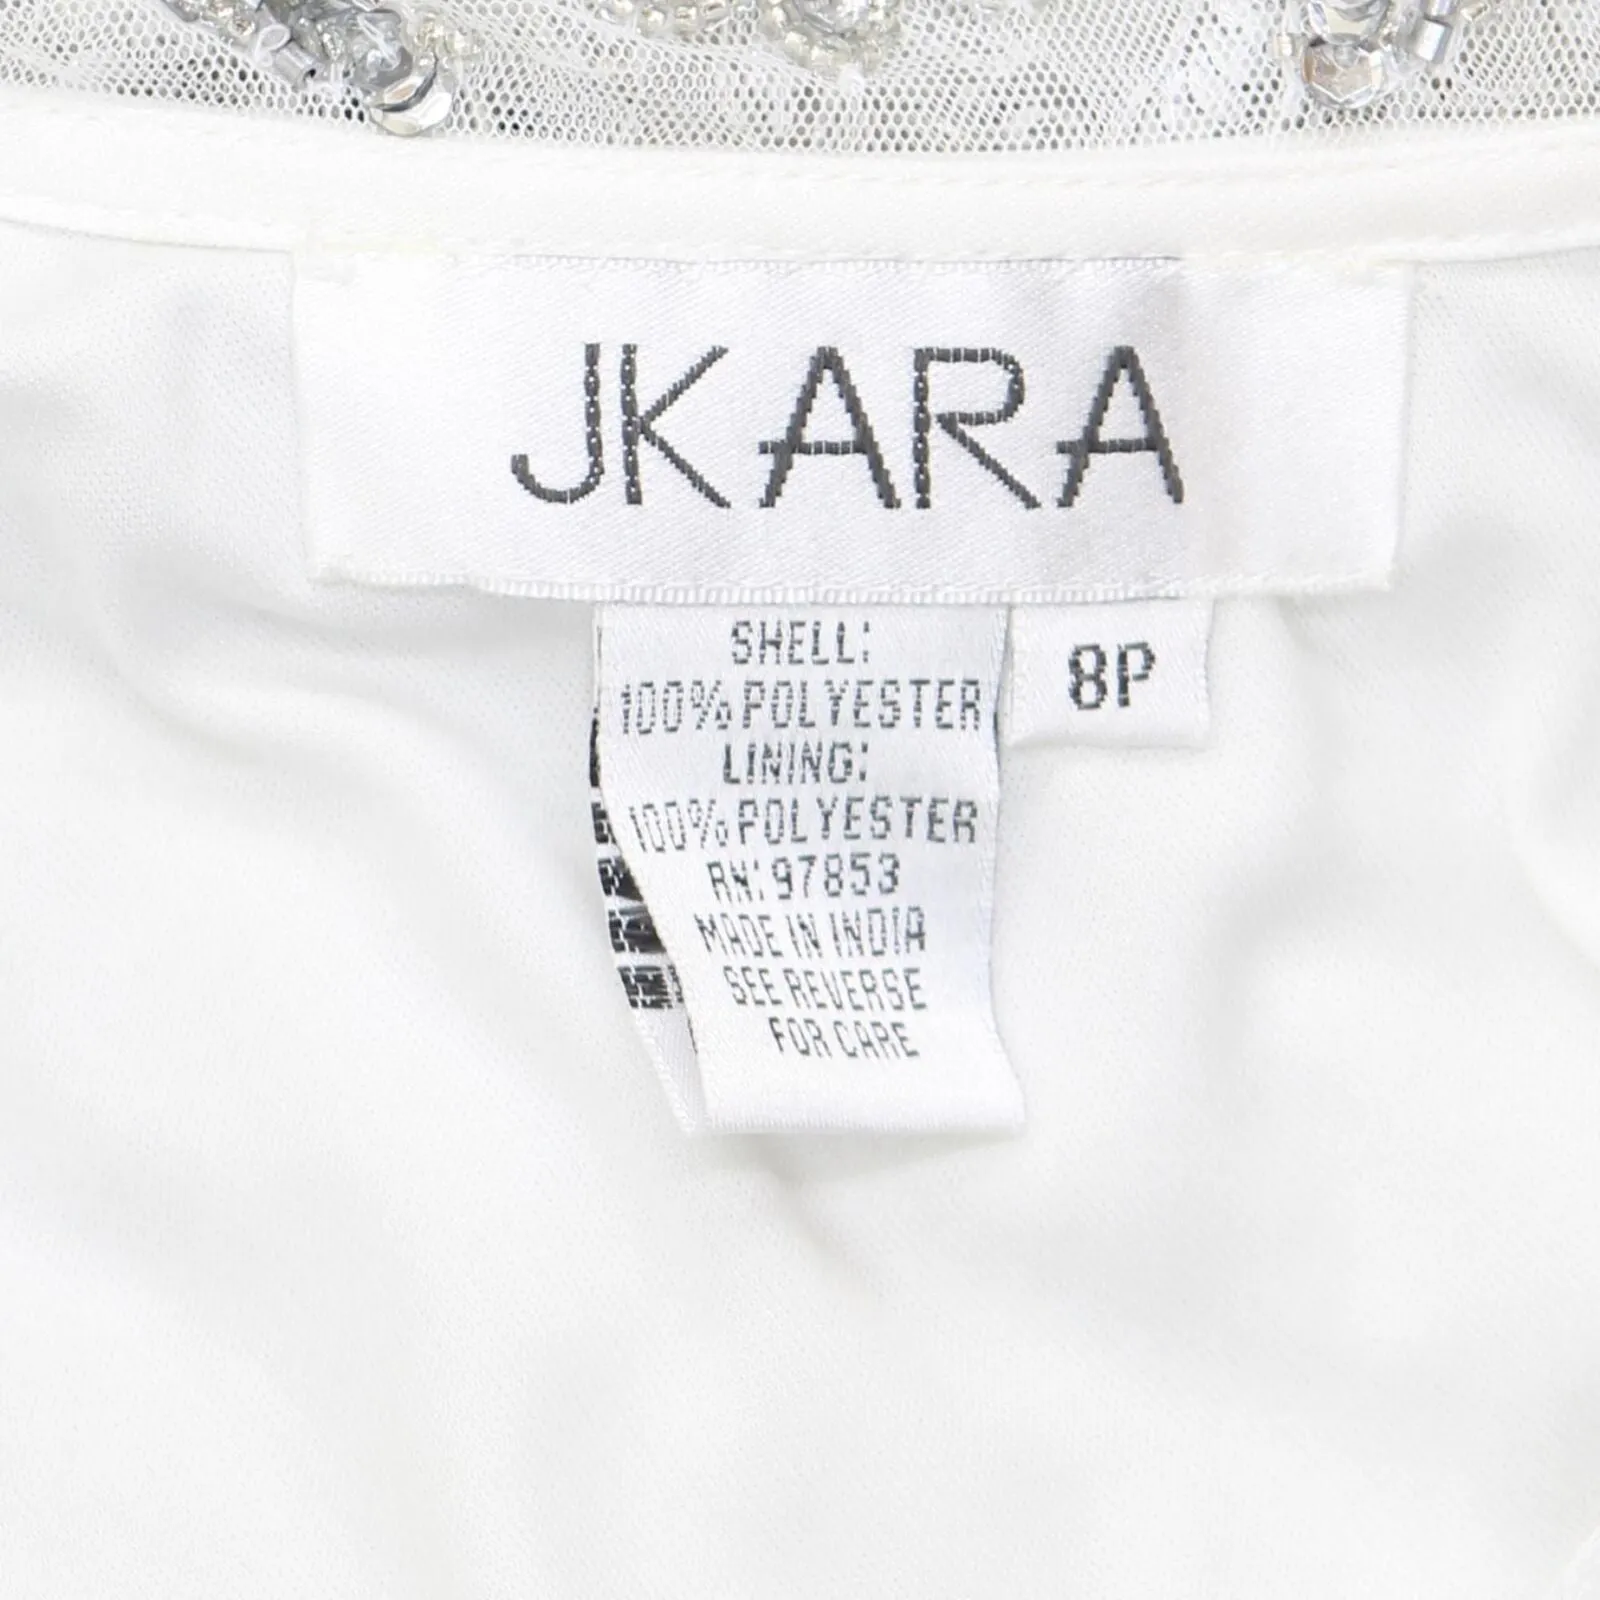 JKARA
SHELL:
100% POLYESTER
LINING:
100% POLYESTER
RN: 97853
MADE IN INDIA
SEE REVERSE
FOR CARE
8P